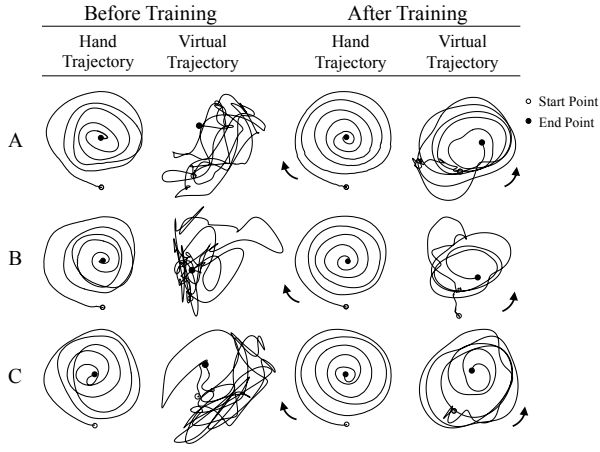 Before Training After Training
Hand Trajectory Virtual Trajectory Hand Trajectory Virtual Trajectory
Start Point
End Point
A
B
C